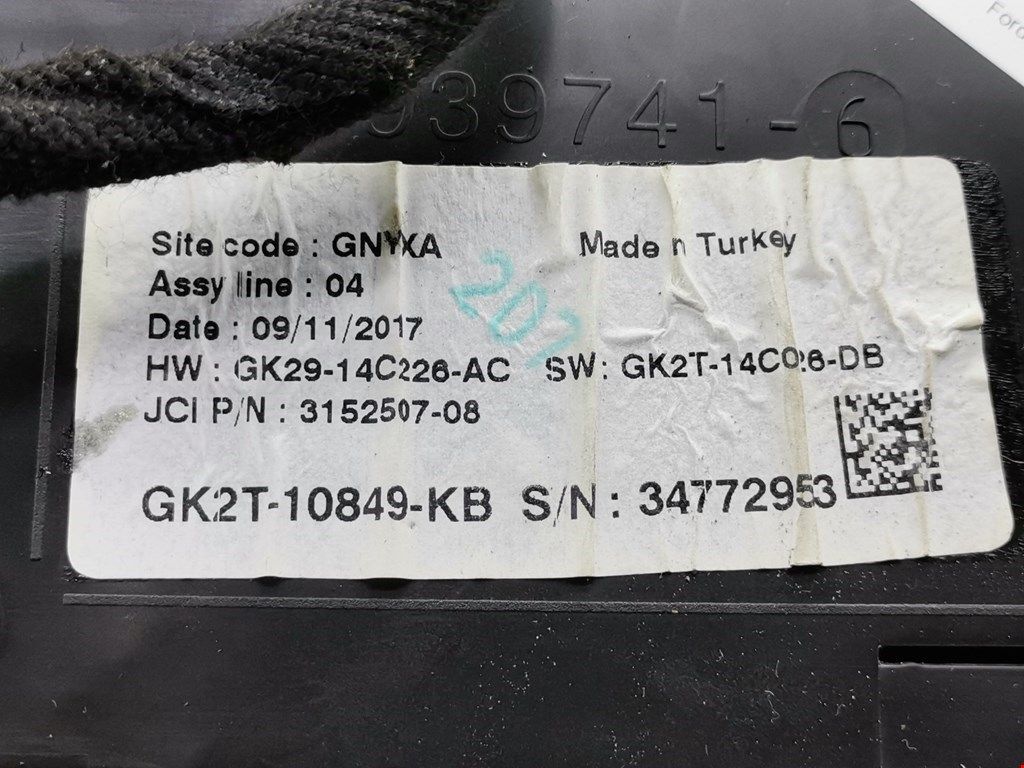 Ford
939741-6
Site code : GNYXA Made n Turkey
Assy line : 04
Date : 09/11/2017
HW : GK29-14C226-AC SW: GK2T-14C026-DB
JCI P/N : 3152507-08
GK2T-10849-KB S/N : 34772953